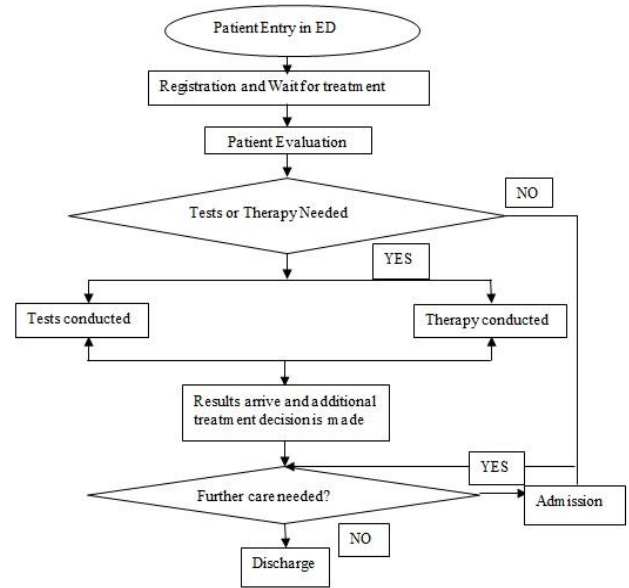 Patient Entry in ED
Registration and Wait for treatment
Patient Evaluation
NO
Tests or Therapy Needed
YES
Tests conducted
Therapy conducted
Results arrive and additional
treatment decision is made
YES
Further care needed?
Admission
NO
Discharge